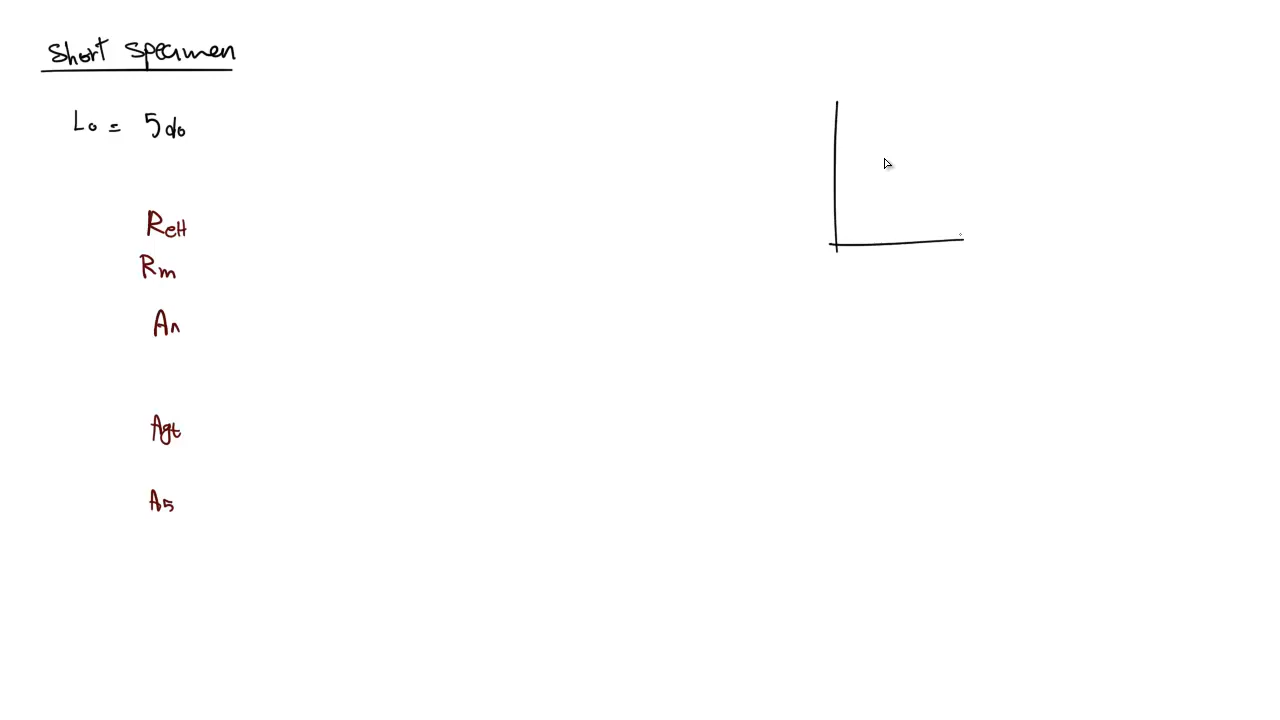 Short Specimen
Lo = 5do
ReH
Rm
An
Agt
A5